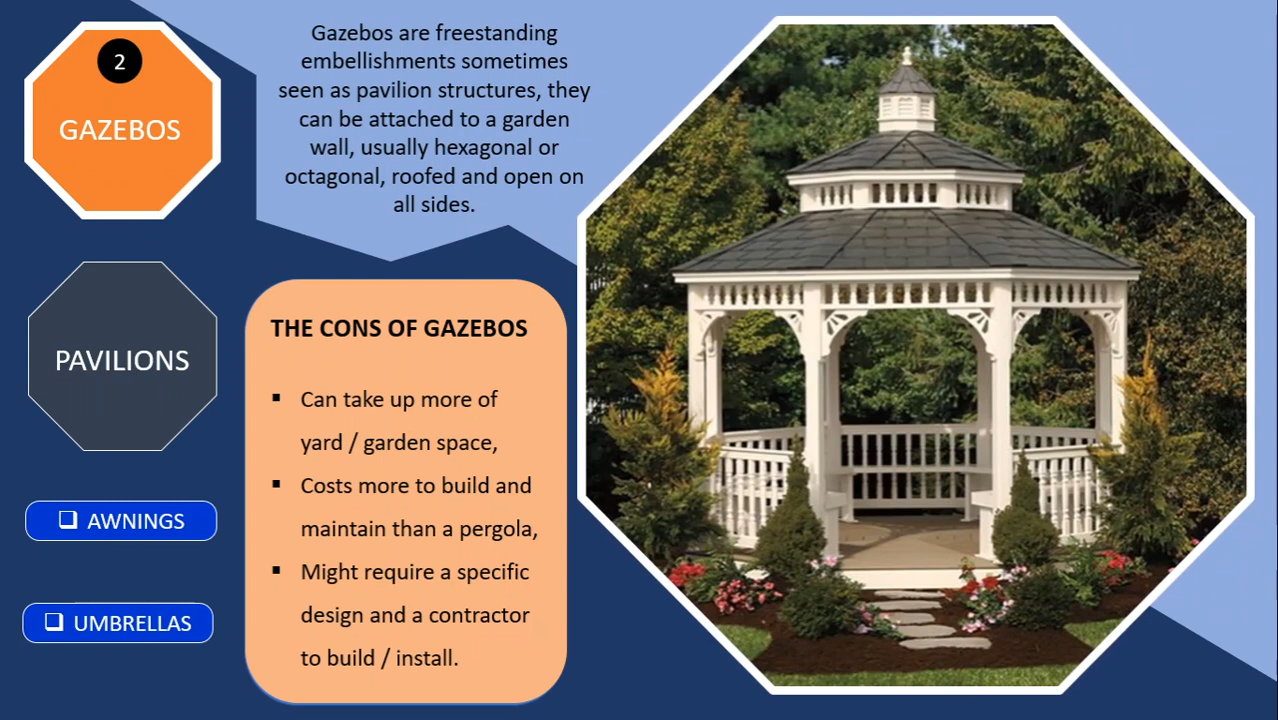 2
GAZEBOS
Gazebos are freestanding
embellishments sometimes
seen as pavilion structures, they
can be attached to a garden
wall, usually hexagonal or
octagonal, roofed and open on
all sides.
PAVILIONS
❑ AWNINGS
❑ UMBRELLAS
THE CONS OF GAZEBOS
▪ Can take up more of
yard / garden space,
▪ Costs more to build and
maintain than a pergola,
▪ Might require a specific
design and a contractor
to build / install.